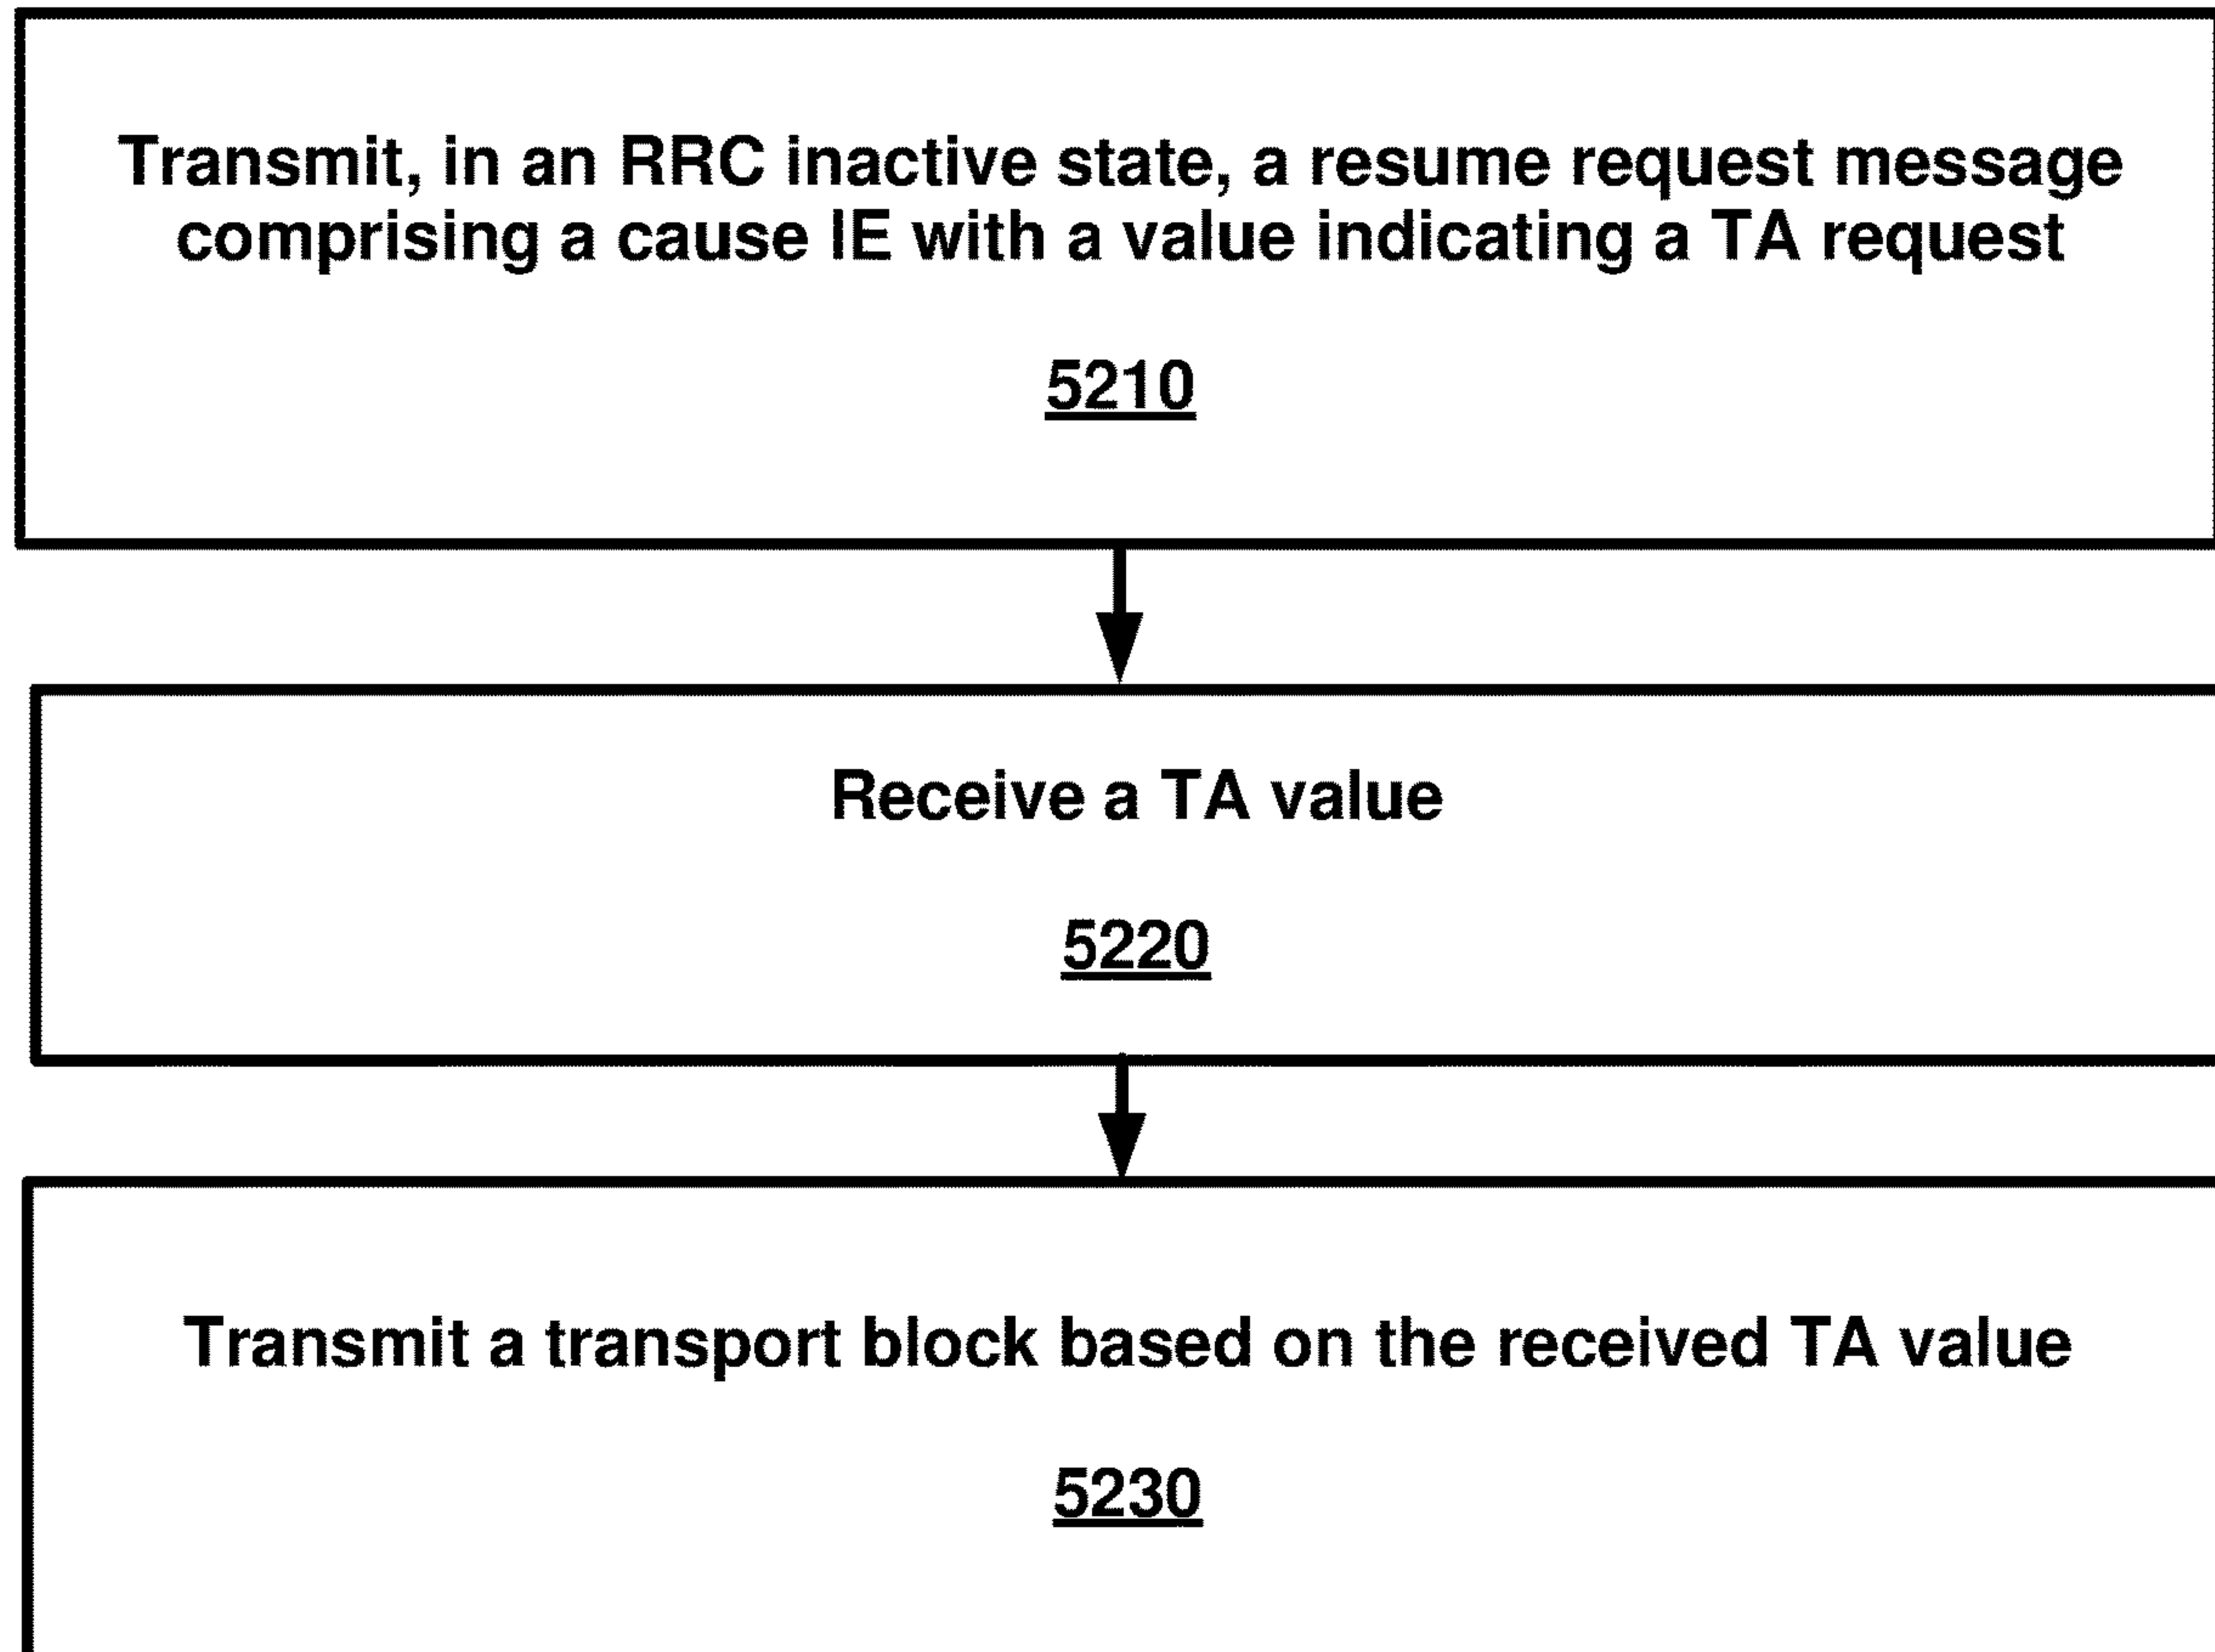 Transmit, in an RRC inactive state, a resume request message
comprising a cause IE with a value indicating a TA request
5210
Receive a TA value
5220
Transmit a transport block based on the received TA value
5230